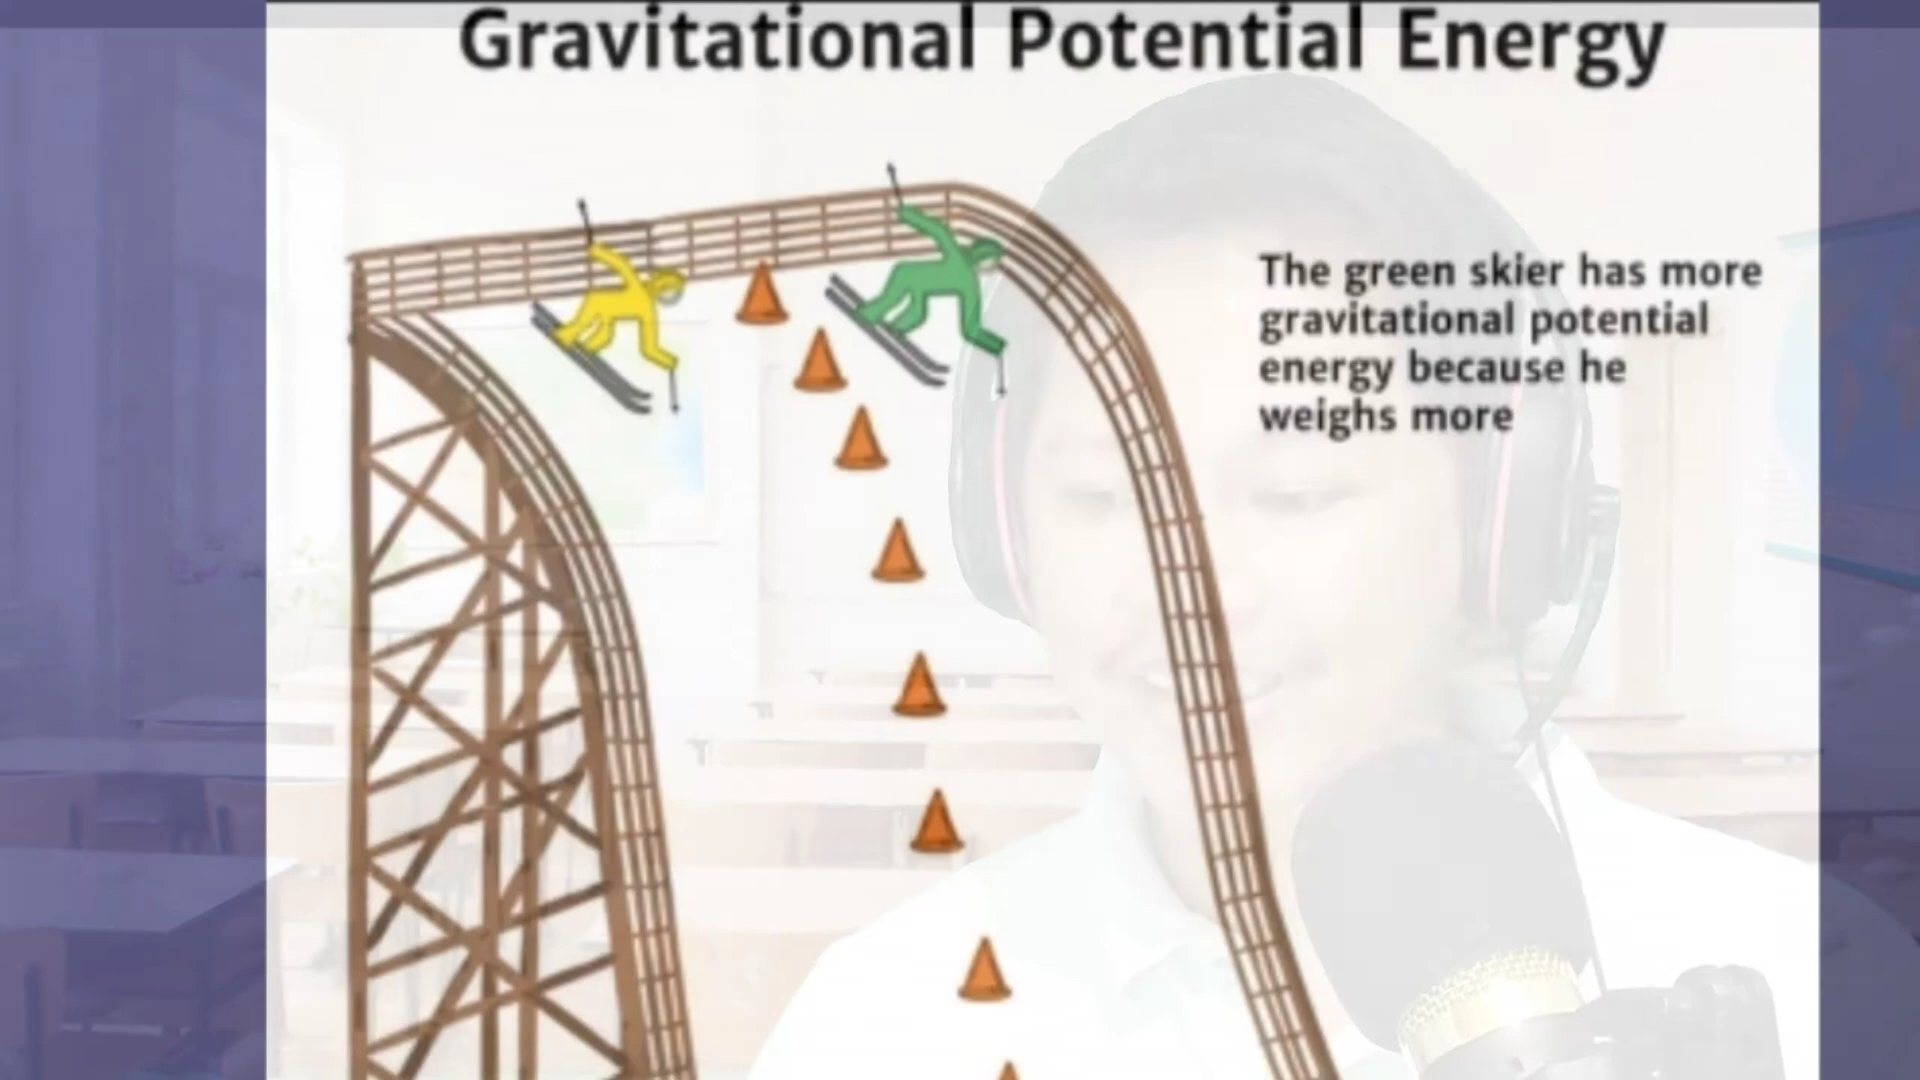 Gravitational Potential Energy
The green skier has more
gravitational potential
energy because he
weighs more